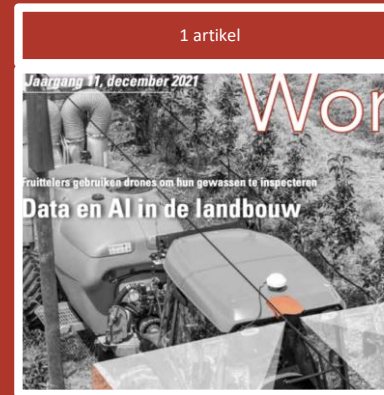 1 artikel
Jaargang 11, december 2021
Wor
Fruittelers gebruiken drones om hun gewassen te inspecteren
Data en AI in de landbouw